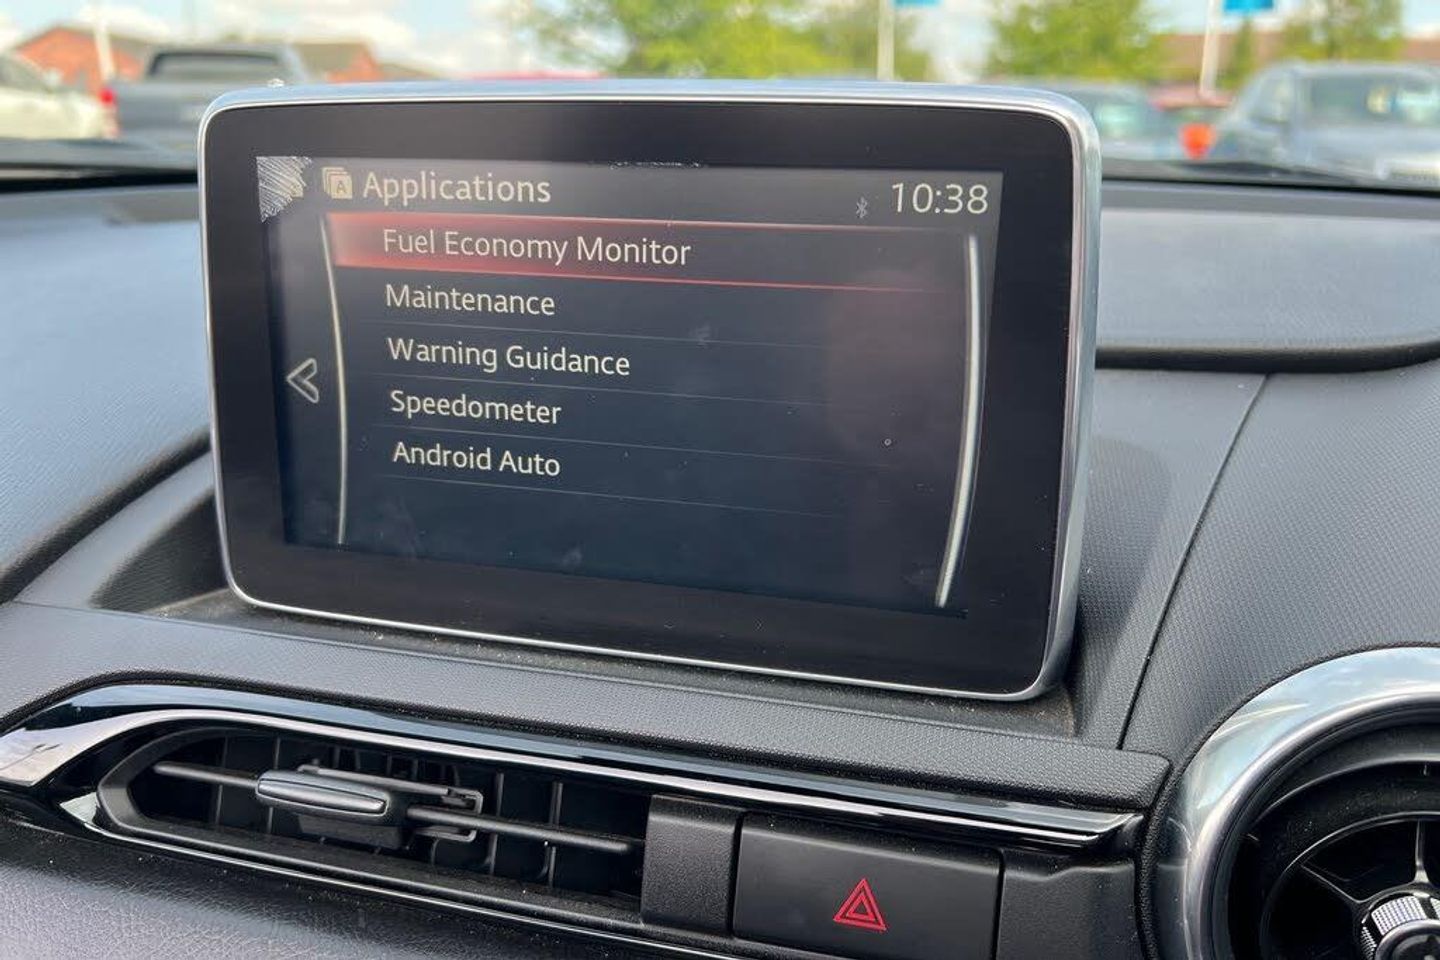 A Applications
10:38
Fuel Economy Monitor
Maintenance
Warning Guidance
Speedometer
Android Auto